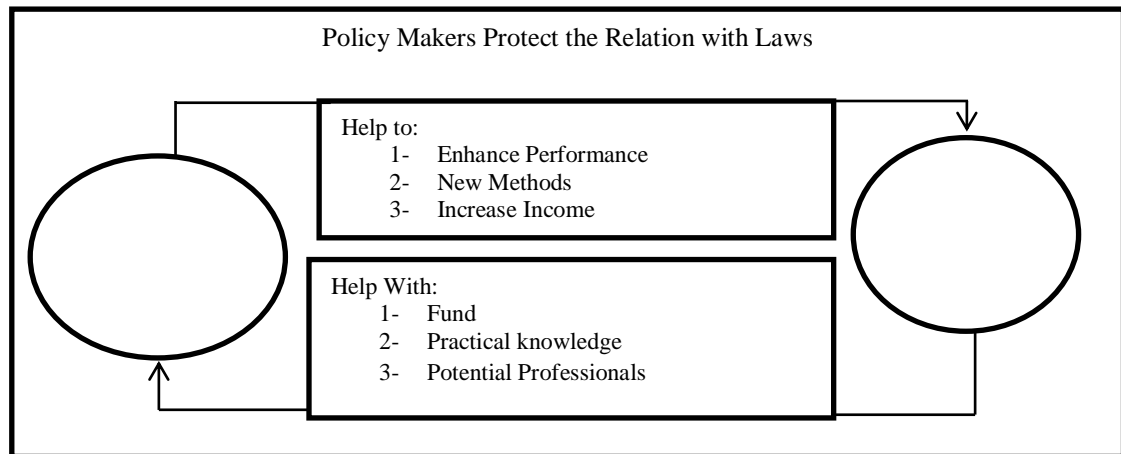 Policy Makers Protect the Relation with Laws
Help to:
1- Enhance Performance
2- New Methods
3- Increase Income
Help With:
1- Fund
2- Practical knowledge
3- Potential Professionals